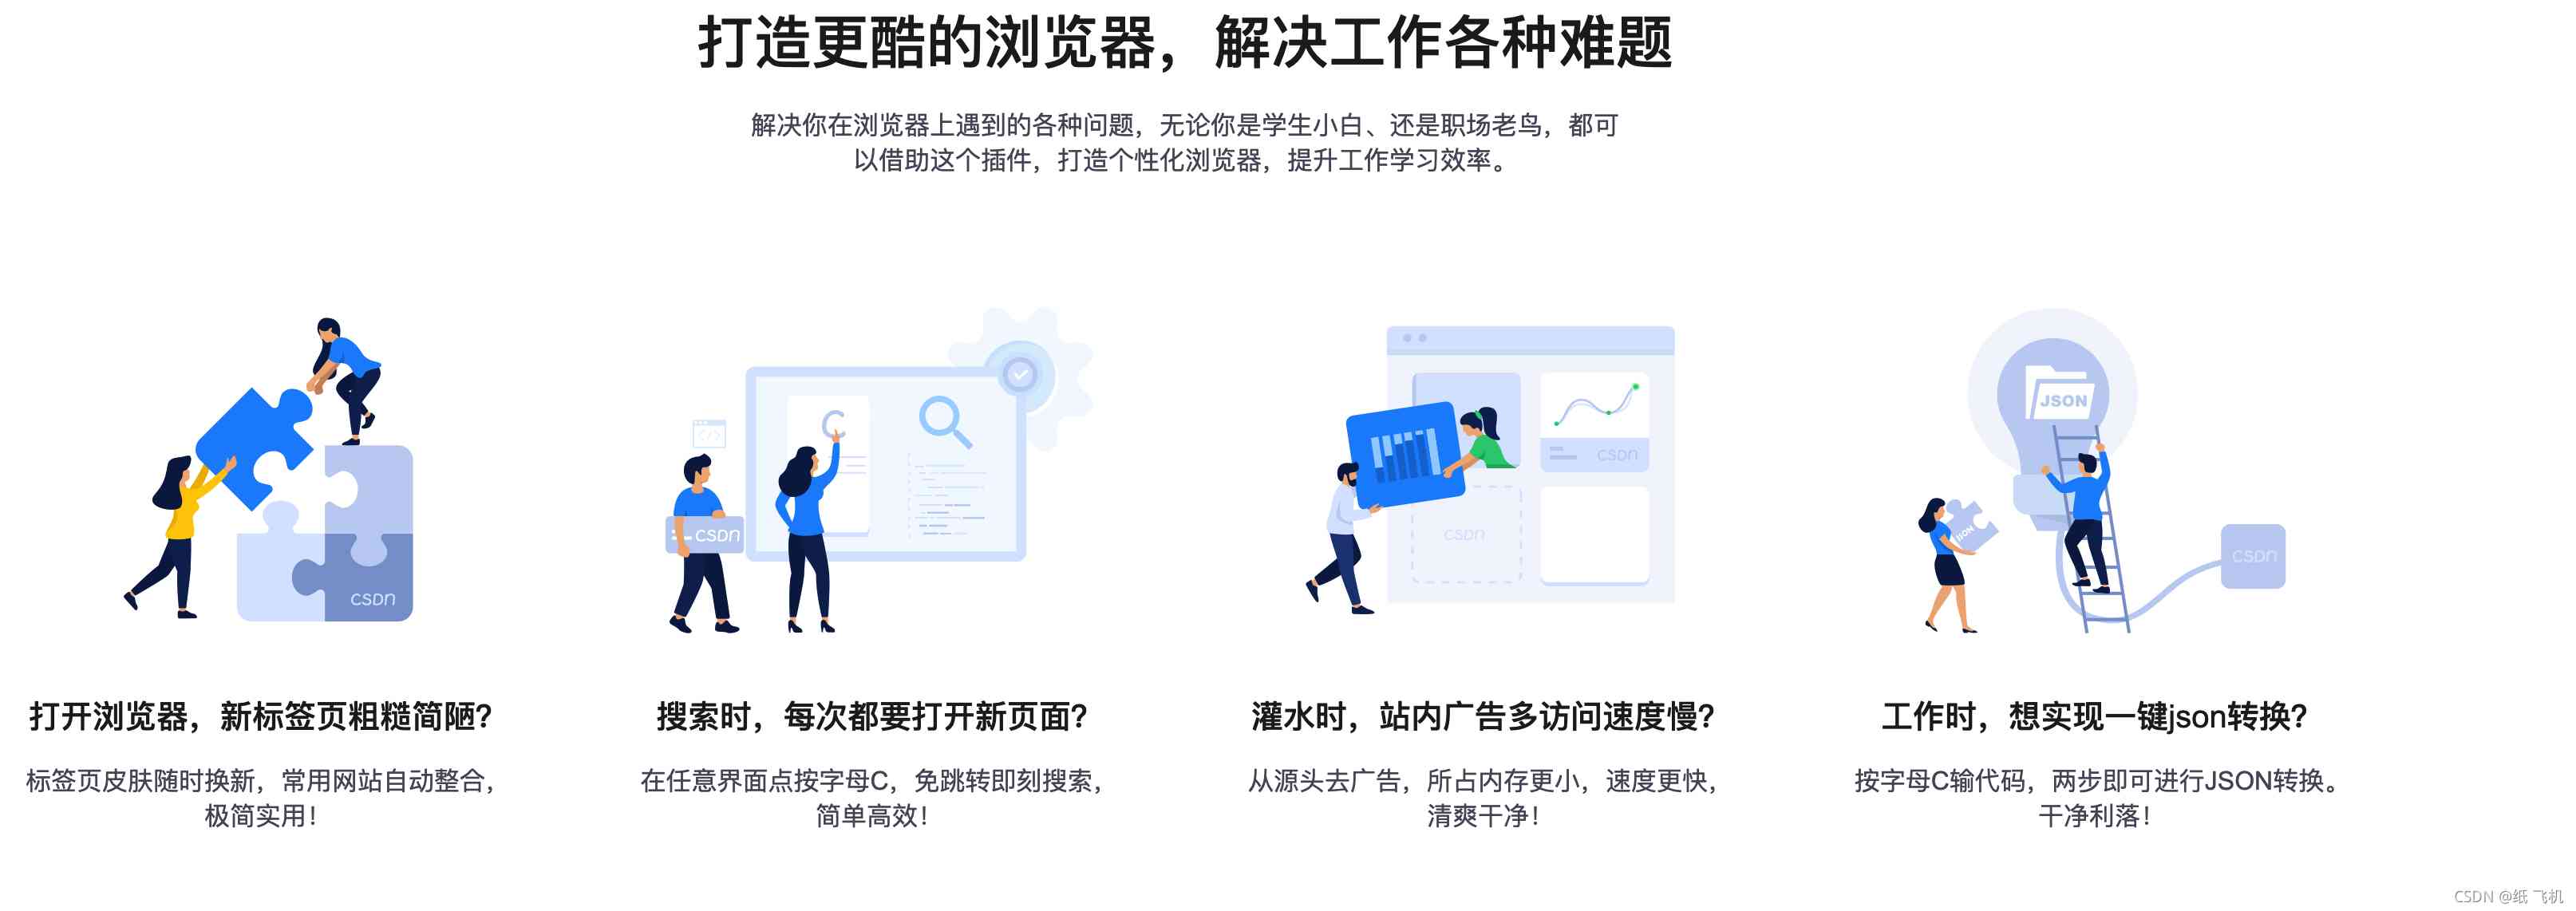 打造更酷的浏览器，解决工作各种难题
解决你在浏览器上遇到的各种问题，无论你是学生小白、还是职场老鸟，都可
以借助这个插件，打造个性化浏览器，提升工作学习效率。
CSDN
C
CSDN
CSDN
CSDN
JSON
JSON
CSDN
打开浏览器，新标签页粗糙简陋？
标签页皮肤随时换新，常用网站自动整合，
极简实用！
搜索时，每次都要打开新页面？
在任意界面点按字母C，免跳转即刻搜索，
简单高效！
灌水时，站内广告多访问速度慢？
从源头去广告，所占内存更小，速度更快，
清爽干净！
工作时，想实现一键json转换？
按字母C输代码，两步即可进行JSON转换。
干净利落！
CSDN @纸 飞机